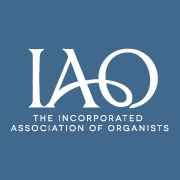 IAO
THE INCORPORATED
ASSOCIATION OF ORGANISTS